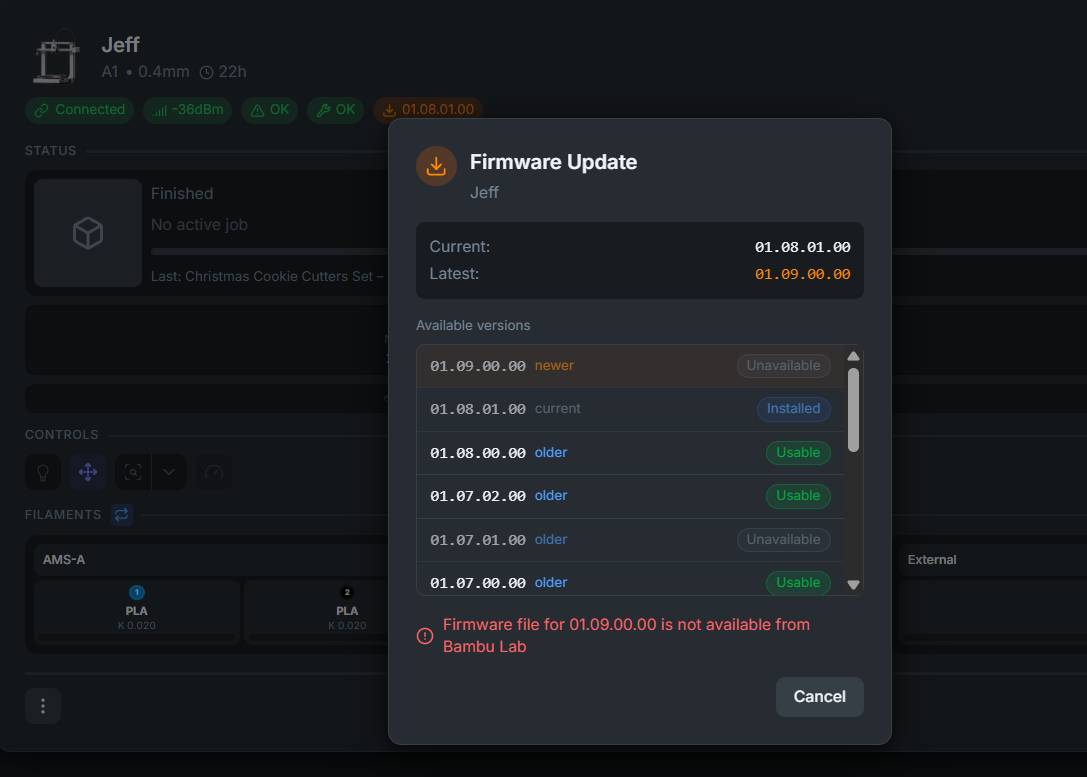 Jeff
A1 • 0.4mm 22h
Connected -36dBm OK OK 01.08.01.00
STATUS
Finished
No active job
Last: Christmas Cookie Cutters Set –
CONTROLS
FILAMENTS
AMS-A
1
PLA
K 0.020
2
PLA
K 0.020
External
Firmware Update
Jeff
Current: 01.08.01.00
Latest: 01.09.00.00
Available versions
01.09.00.00 newer Unavailable
01.08.01.00 current Installed
01.08.00.00 older Usable
01.07.02.00 older Usable
01.07.01.00 older Unavailable
01.07.00.00 older Usable
Firmware file for 01.09.00.00 is not available from
Bambu Lab
Cancel